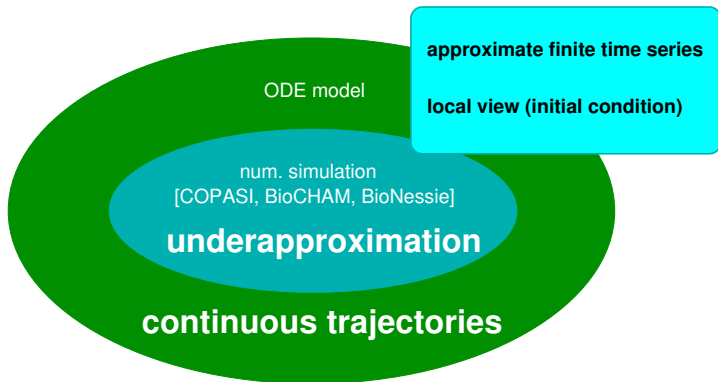 approximate finite time series
local view (initial condition)
ODE model
num. simulation
[COPASI, BioCHAM, BioNessie]
underapproximation
continuous trajectories